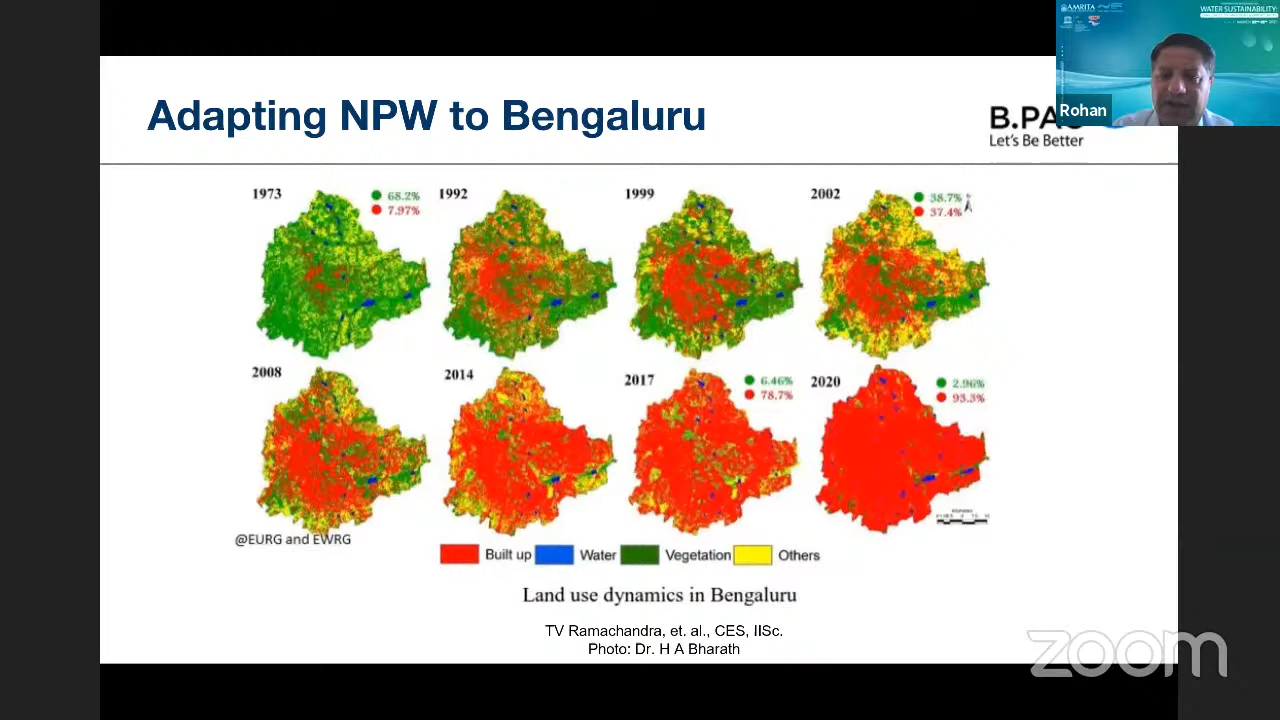 AMRITA
WATER SUSTAINABILITY:
Rohan
Adapting NPW to Bengaluru
B.PAC
Let's Be Better
1973
68.2%
7.97%
1992
1999
2002
38.7%
37.4%
2008
2014
2017
6.46%
78.7%
2020
2.96%
93.3%
@EURG and EWRG
Built up
Water
Vegetation
Others
Land use dynamics in Bengaluru
TV Ramachandra, et. al., CES, IISc.
Photo: Dr. H A Bharath
zoom